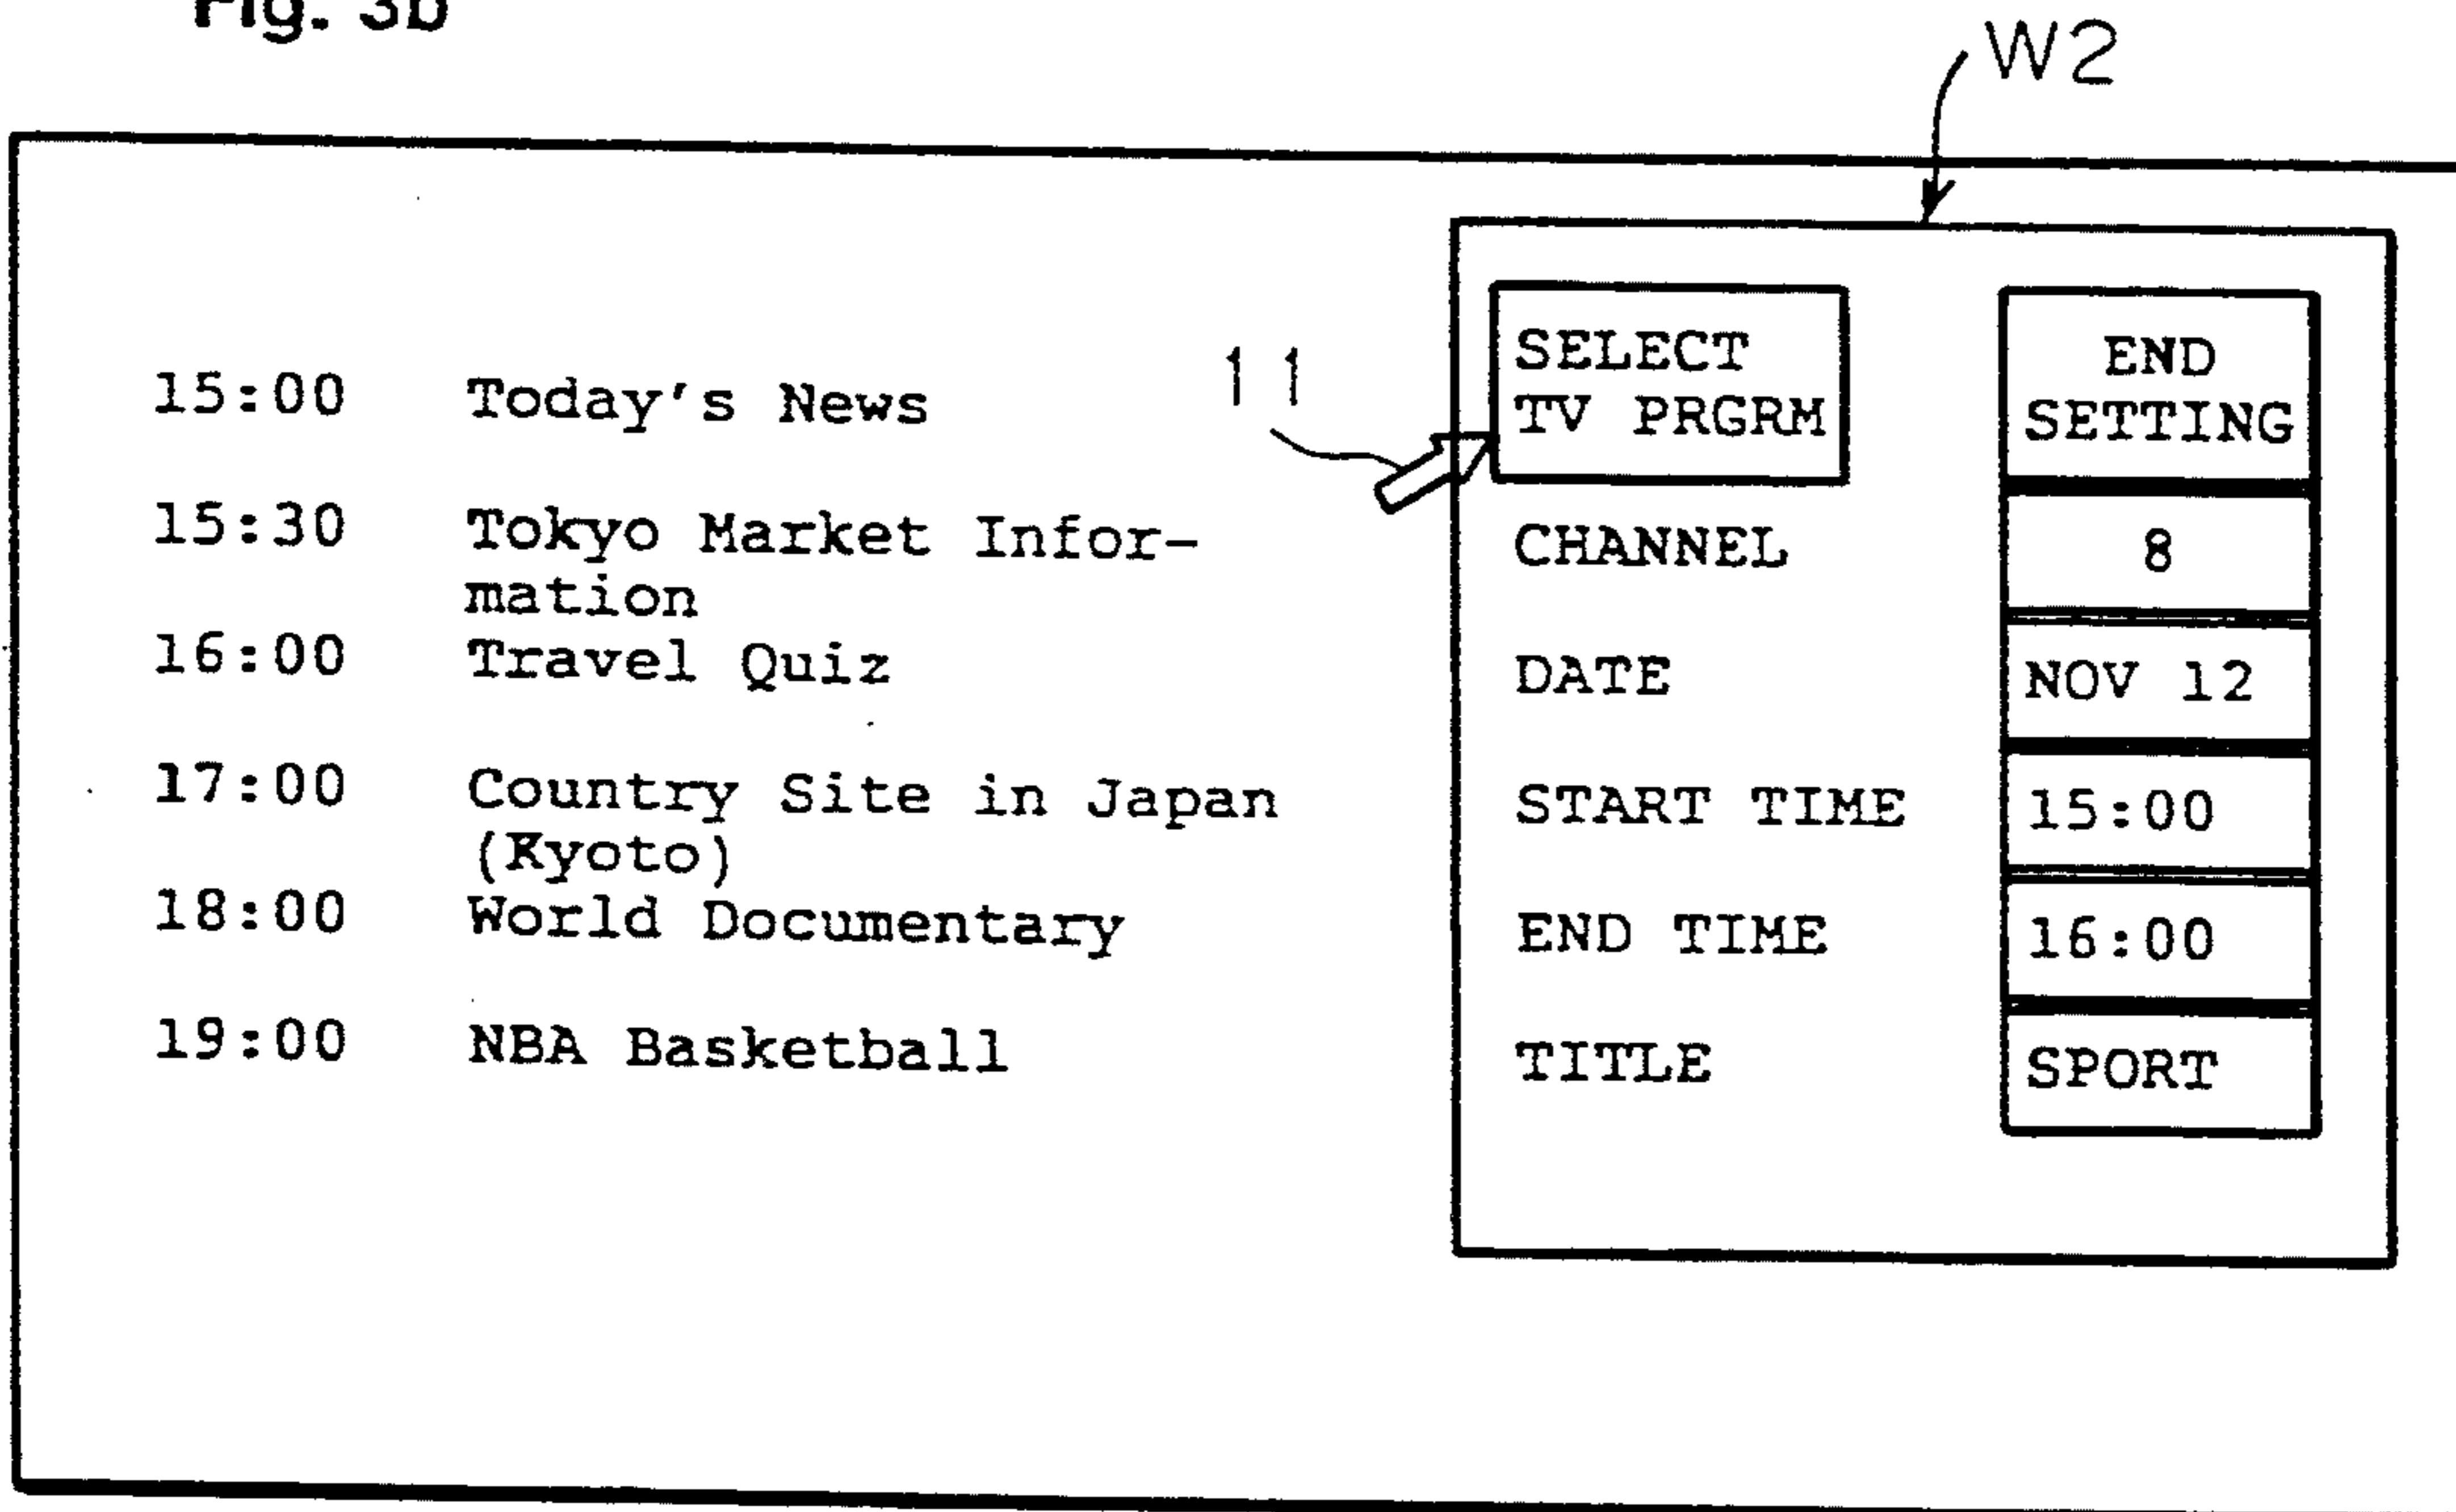 Fig. 3b
W2
15:00 Today's News
15:30 Tokyo Market Infor-
mation
16:00 Travel Quiz
17:00 Country Site in Japan
(Kyoto)
18:00 World Documentary
19:00 NBA Basketball
11
SELECT
TV PRGRM
END
SETTING
CHANNEL 8
DATE NOV 12
START TIME 15:00
END TIME 16:00
TITLE SPORT